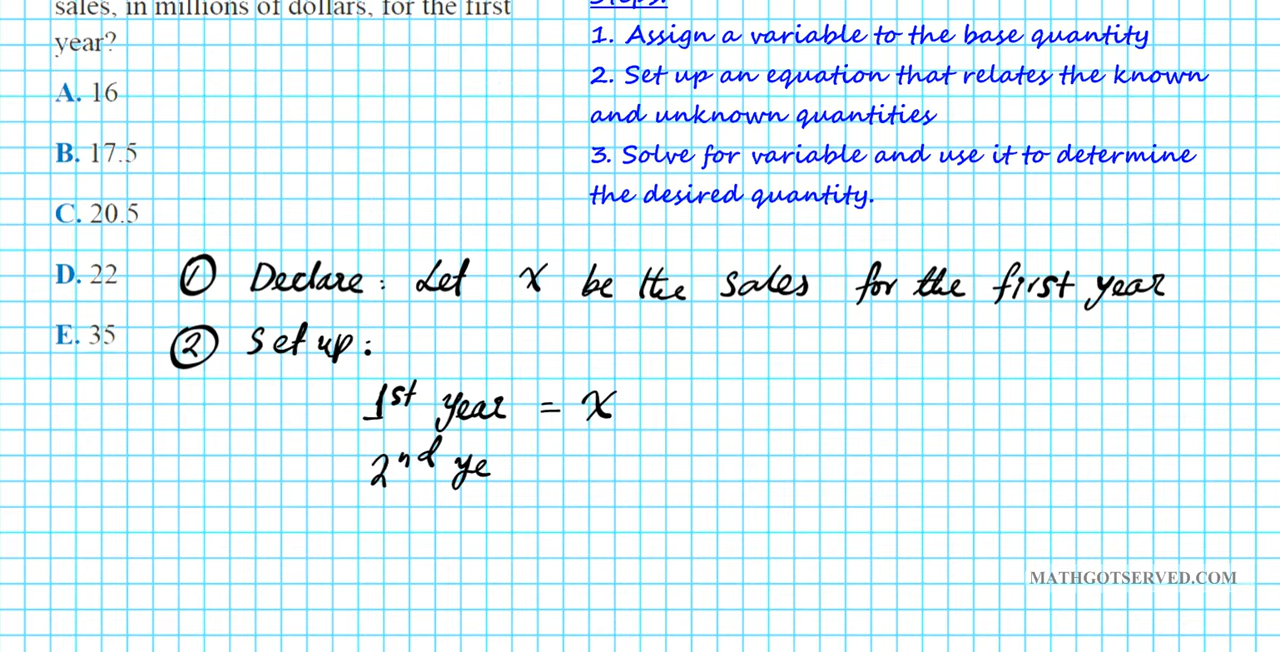 sales, in millions of dollars, for the first
year?
A. 16
B. 17.5
C. 20.5
D. 22
E. 35
Steps:
1. Assign a variable to the base quantity
2. Set up an equation that relates the known
and unknown quantities
3. Solve for variable and use it to determine
the desired quantity.
① Declare: Let x be the sales for the first year
② Set up:
1st year = x
2nd ye
MATHGOTSERVED.COM